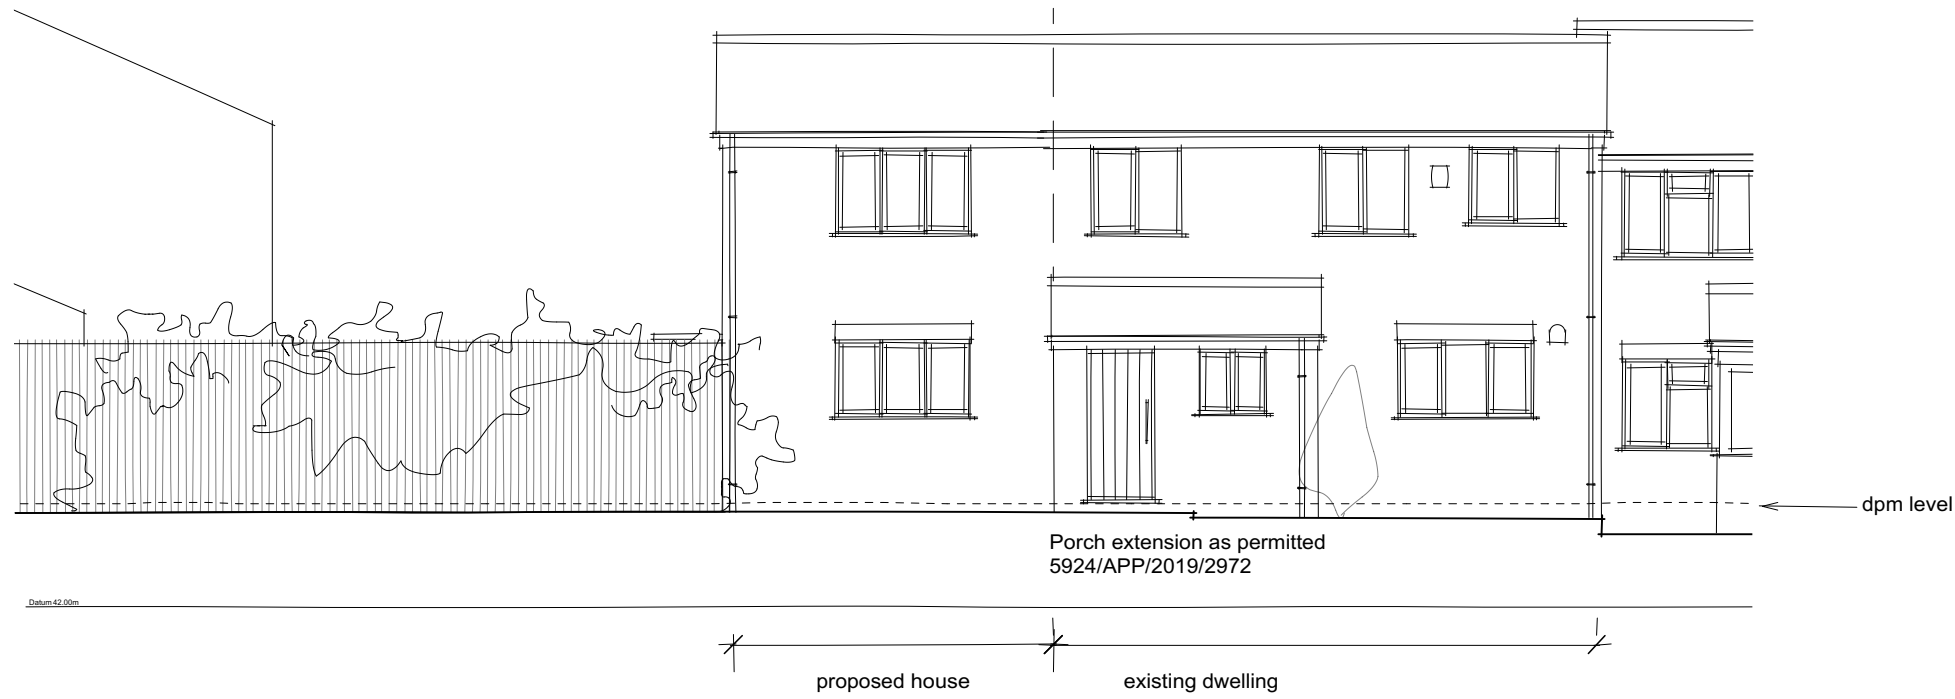 dpm level
Porch extension as permitted
5924/APP/2019/2972
Datum 42.00m
proposed house
existing dwelling